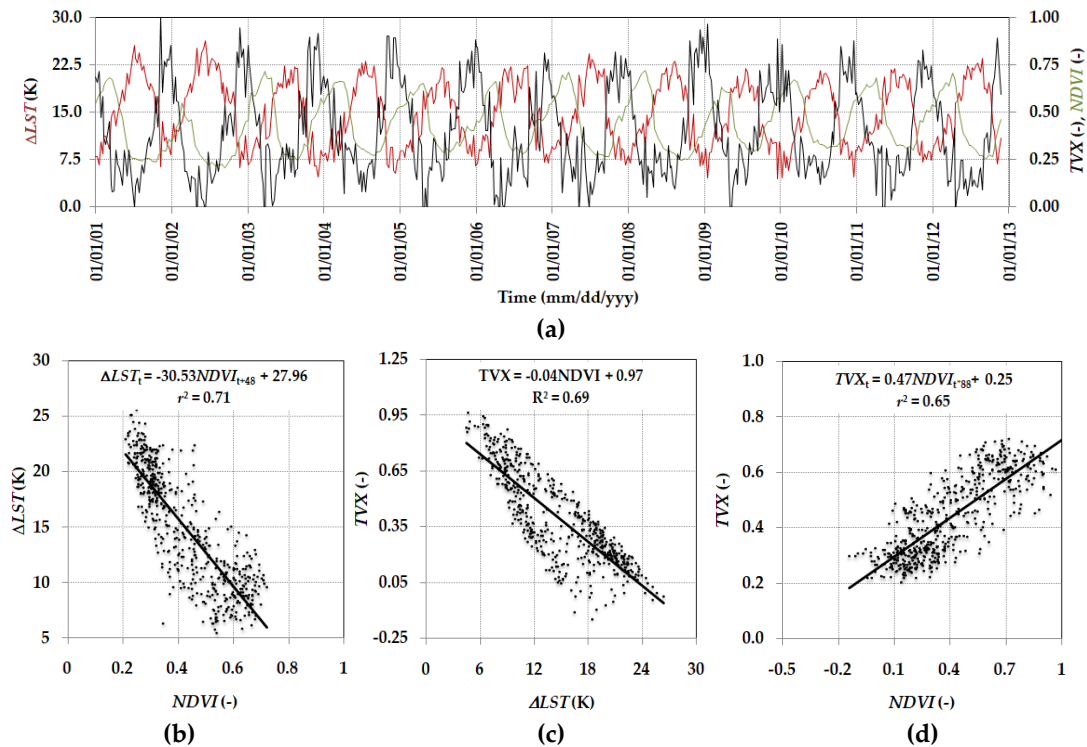 30.0
22.5
15.0
7.5
0.0
ΔLST (K)
1.00
0.75
0.50
0.25
0.00
TVX (-), NDVI (-)
01/01/01
01/01/02
01/01/03
01/01/04
01/01/05
01/01/06
01/01/07
01/01/08
01/01/09
01/01/10
01/01/11
01/01/12
01/01/13
Time (mm/dd/yyy)
(a)
30
25
20
15
10
5
ΔLST (K)
ΔLSTt = -30.53NDVIt+48 + 27.96
r² = 0.71
0 0.2 0.4 0.6 0.8 1
NDVI (-)
(b)
1.25
0.95
0.65
0.35
0.05
-0.25
TVX (-)
TVX = -0.04NDVI + 0.97
R² = 0.69
0 6 12 18 24 30
ΔLST (K)
(c)
1.0
0.8
0.6
0.4
0.2
0.0
TVX (-)
TVXt = 0.47NDVIt+88+ 0.25
r² = 0.65
-0.5 -0.2 0.1 0.4 0.7 1
NDVI (-)
(d)